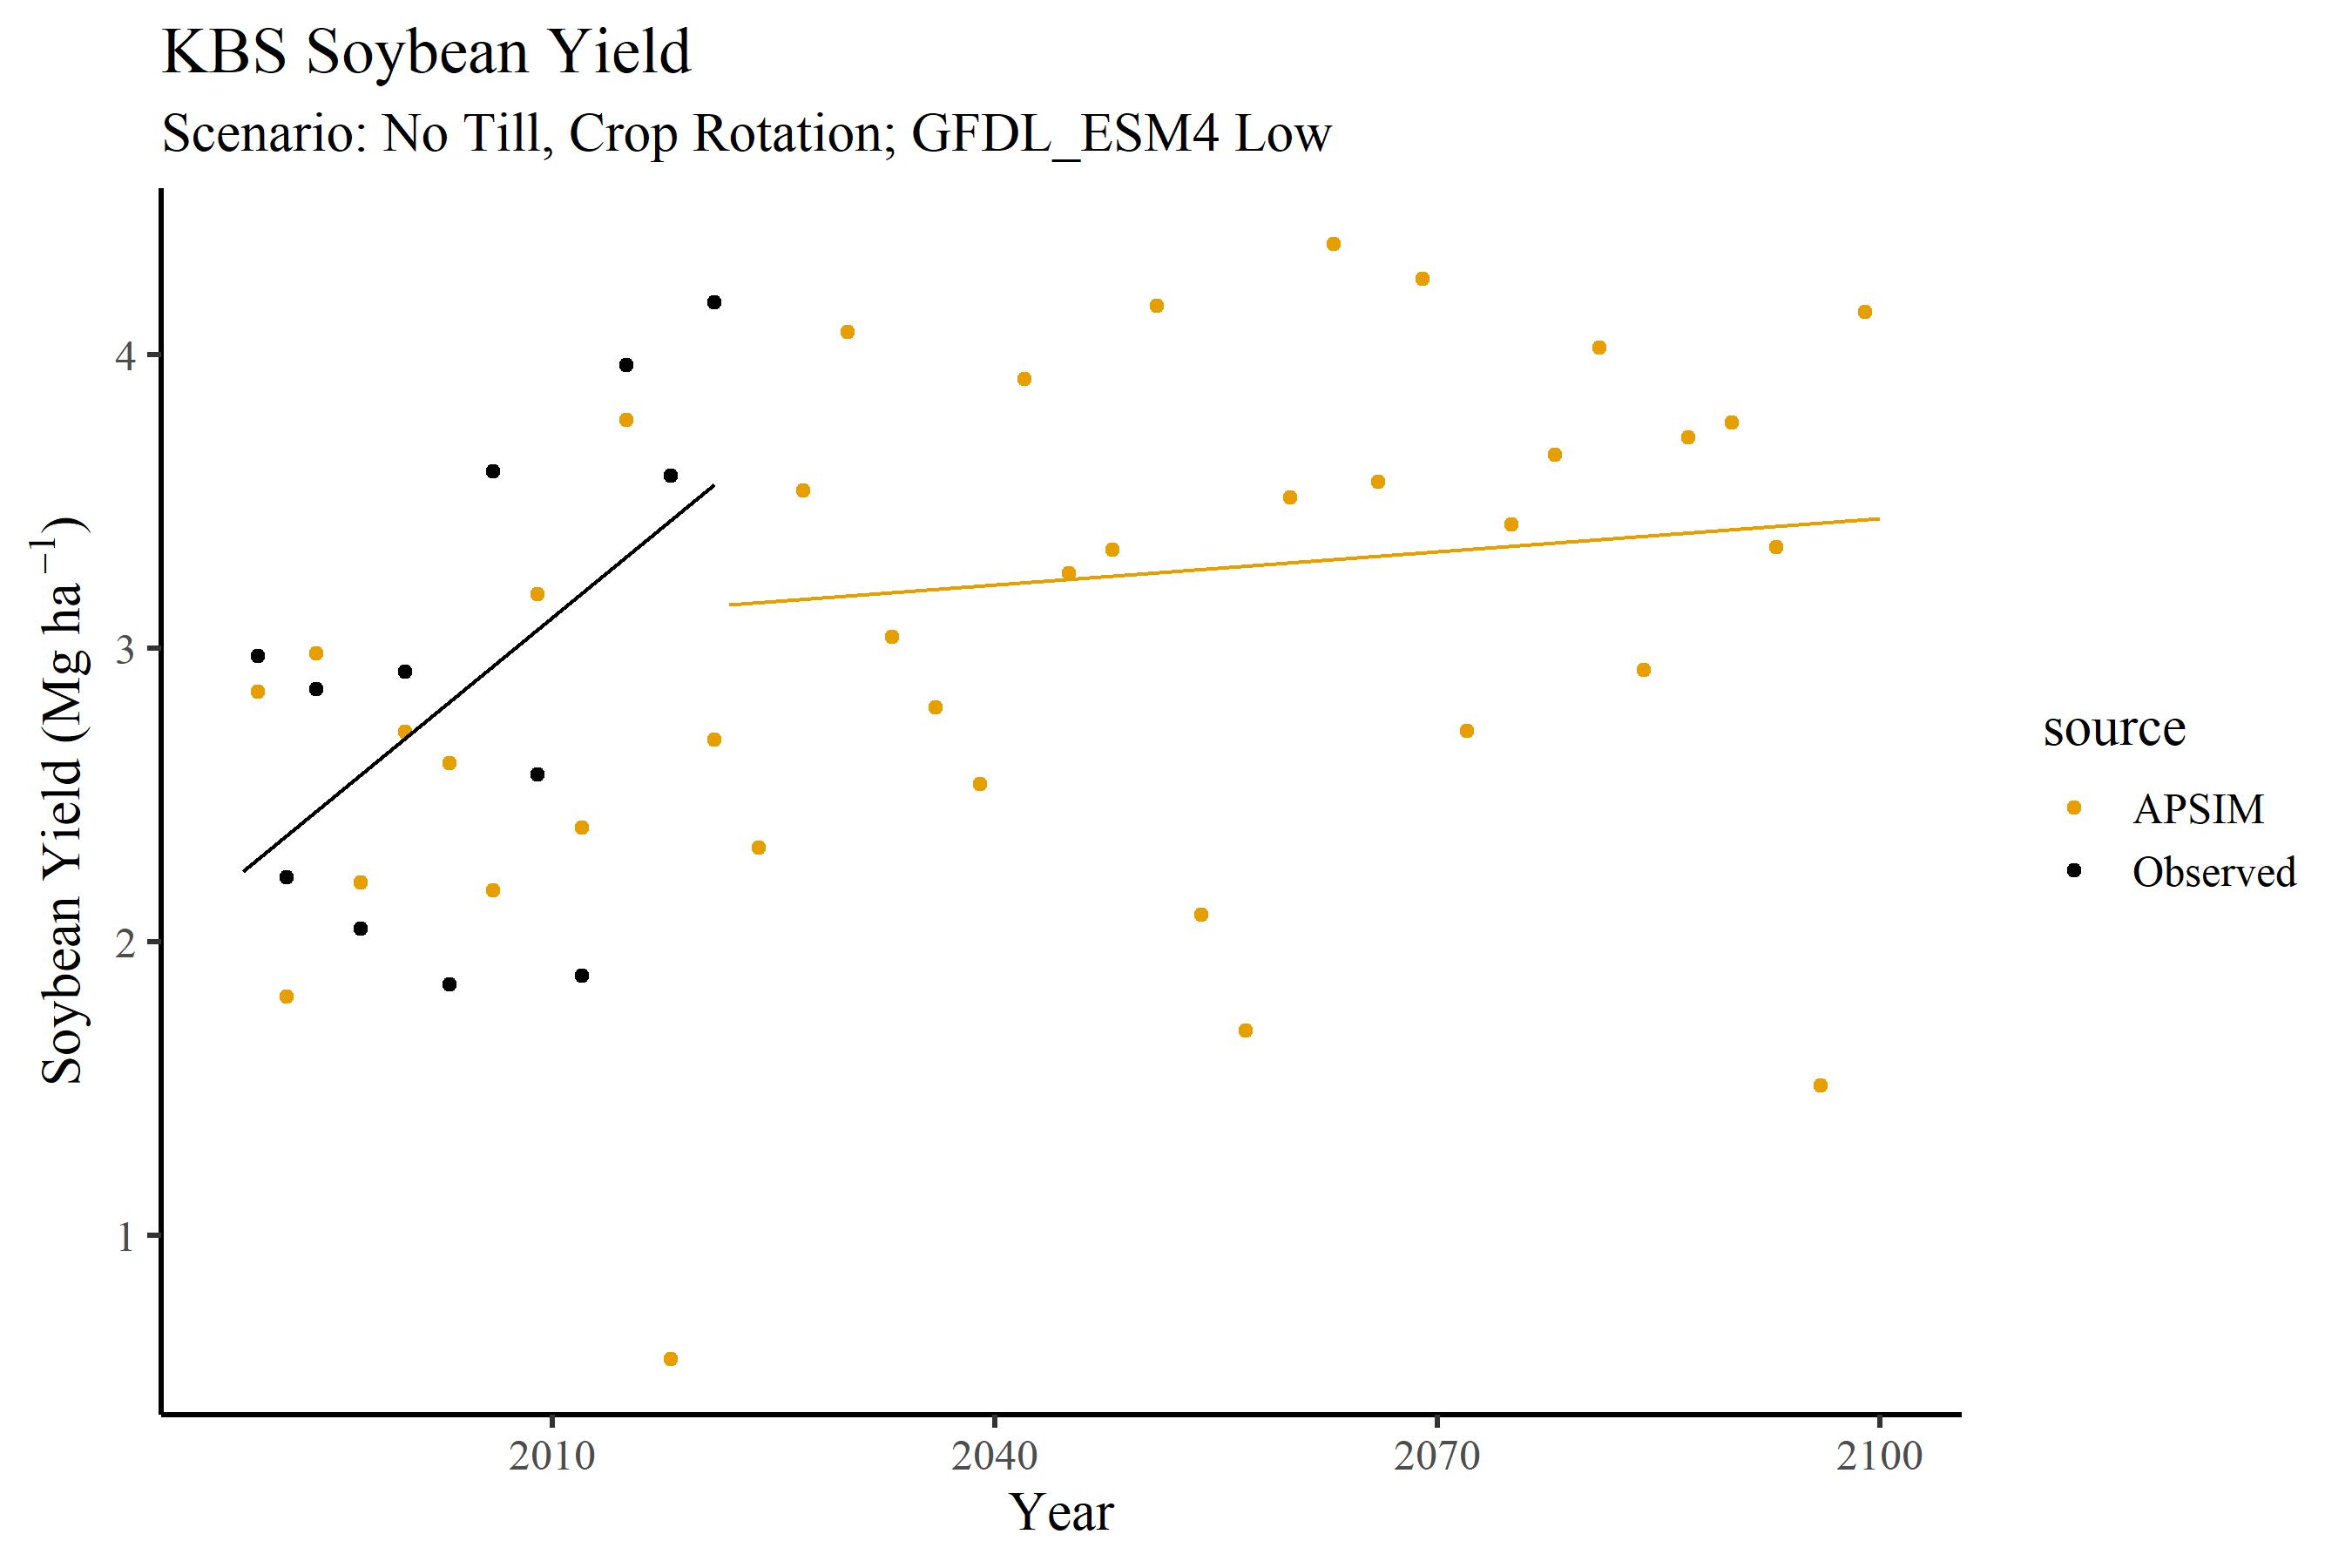 KBS Soybean Yield
Scenario: No Till, Crop Rotation; GFDL_ESM4 Low
Soybean Yield (Mg ha⁻¹)
4
3
2
1
2010 2040 2070 2100
Year
source
APSIM
Observed